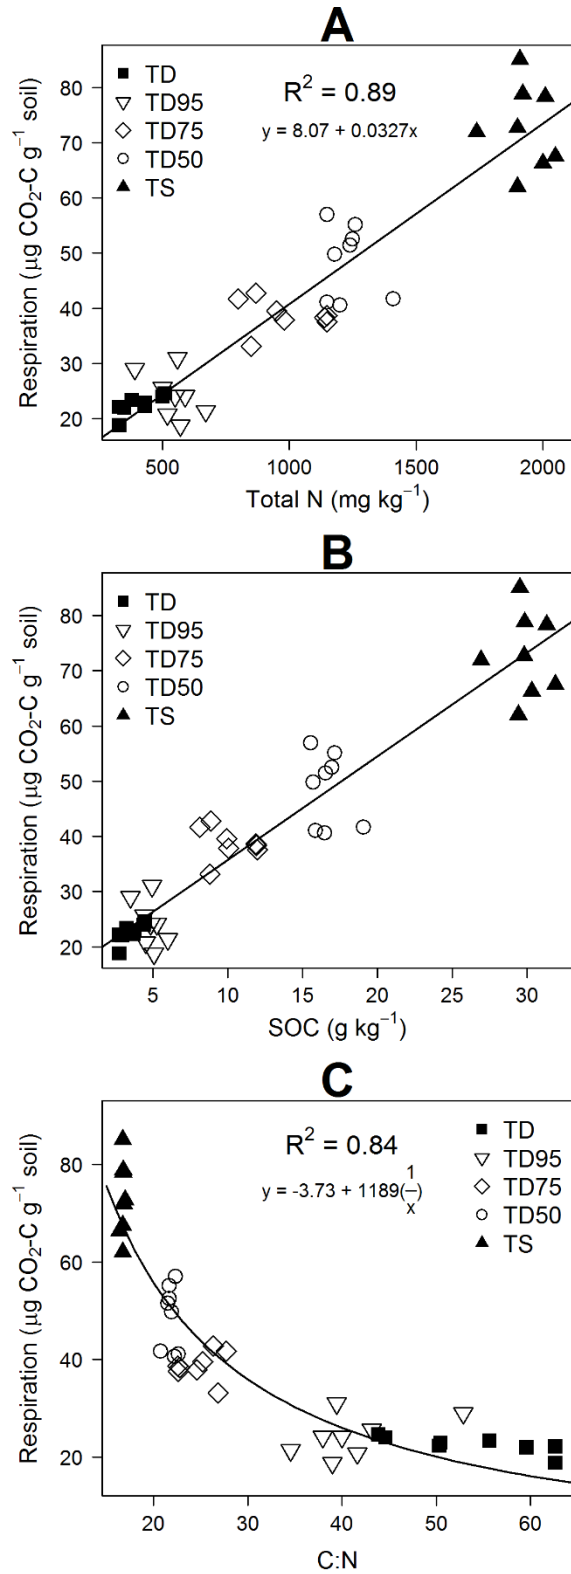 A
TD
TD95
TD75
TD50
TS
R² = 0.89
y = 8.07 + 0.0327x
Respiration (μg CO₂-C g⁻¹ soil)
80
70
60
50
40
30
20
500
1000
1500
2000
Total N (mg kg⁻¹)
B
TD
TD95
TD75
TD50
TS
Respiration (μg CO₂-C g⁻¹ soil)
80
70
60
50
40
30
20
5
10
15
20
25
30
SOC (g kg⁻¹)
C
R² = 0.84
y = -3.73 + 1189(1/x)
TD
TD95
TD75
TD50
TS
Respiration (μg CO₂-C g⁻¹ soil)
80
60
40
20
20
30
40
50
60
C:N